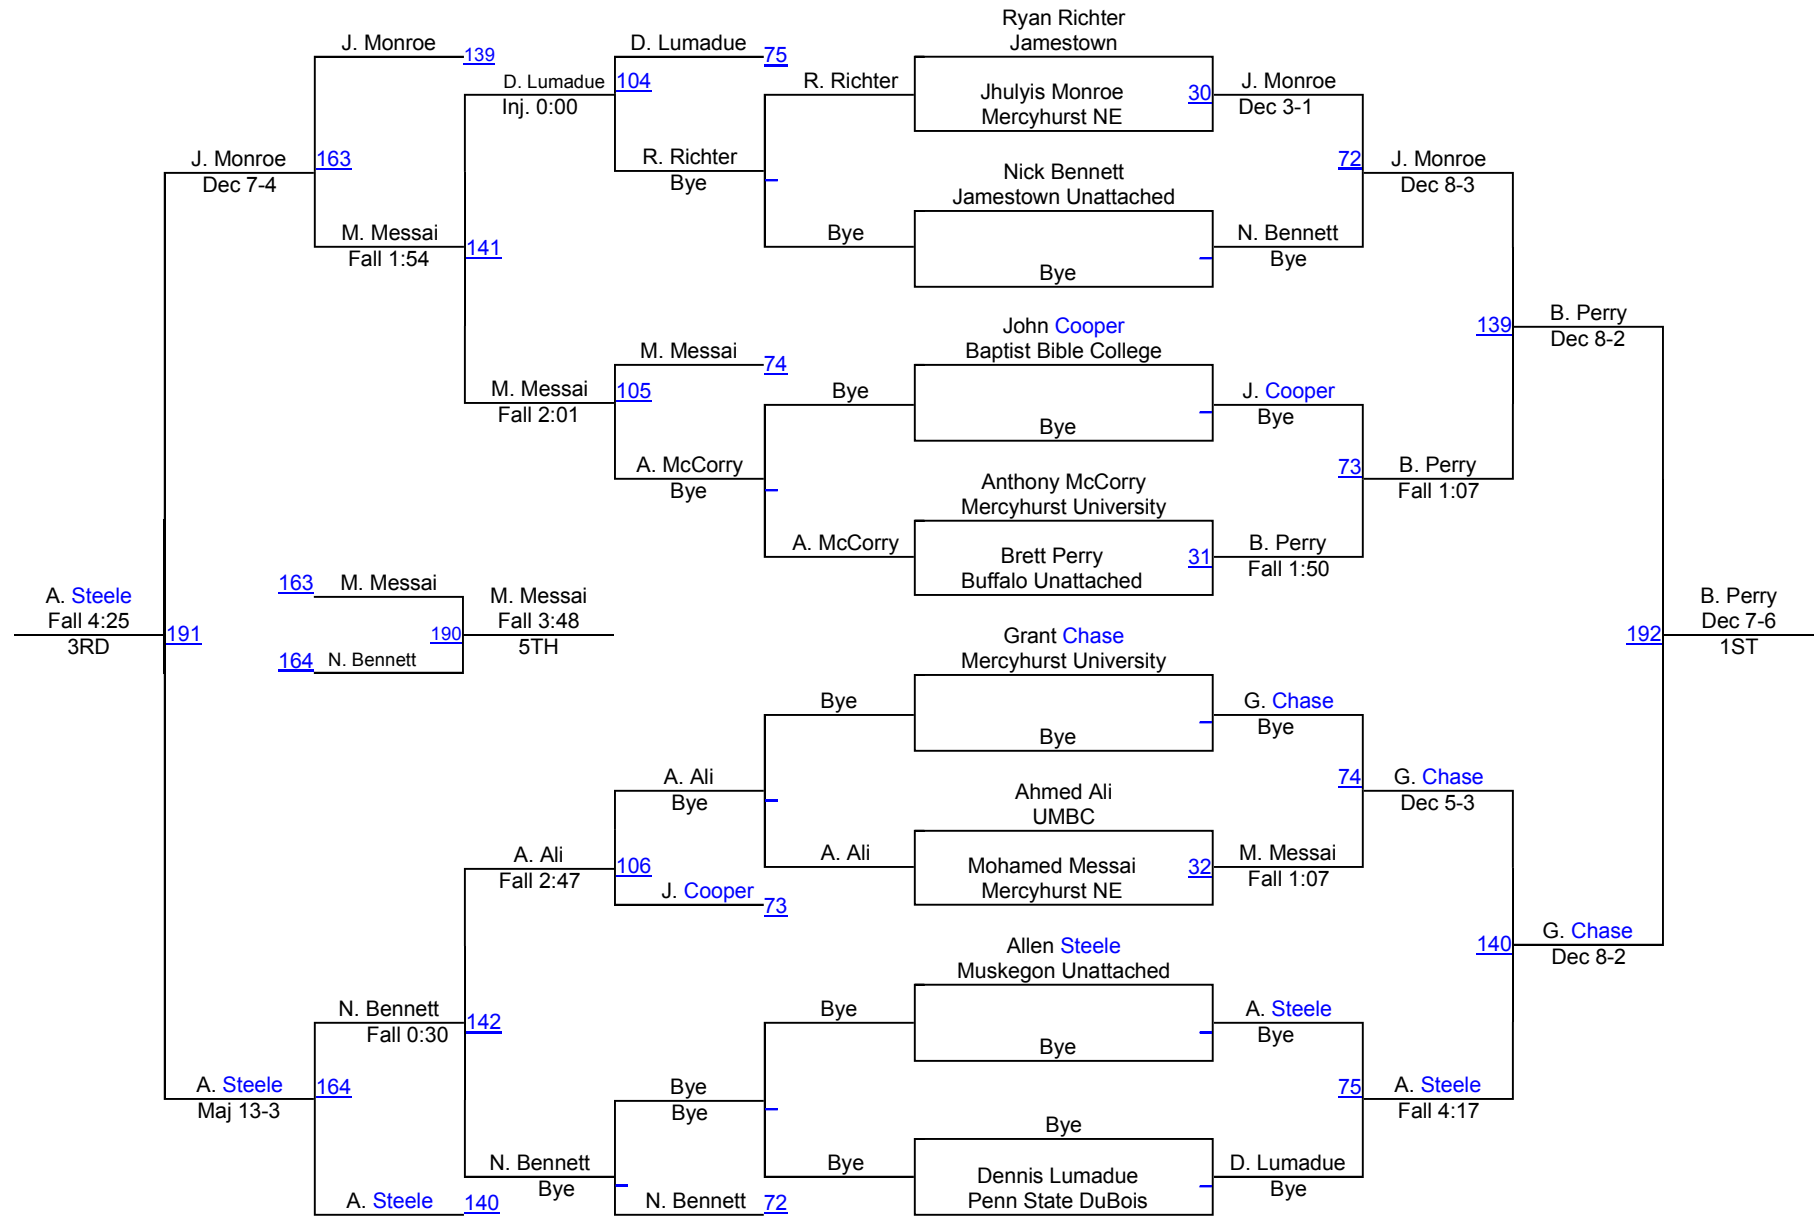 Ryan Richter
J. Monroe
D. Lumadue
Jamestown
139
75
D. Lumadue
104
R. Richter
Jhulyis Monroe
30
J. Monroe
Inj. 0:00
Mercyhurst NE
Dec 3-1
J. Monroe
163
R. Richter
72
J. Monroe
Dec 7-4
Bye
Nick Bennett
Dec 8-3
Jamestown Unattached
M. Messai
141
Bye
N. Bennett
Fall 1:54
Bye
Bye
John Cooper
139
B. Perry
M. Messai
74
Baptist Bible College
Dec 8-2
M. Messai
105
Bye
J. Cooper
Fall 2:01
Bye
Bye
A. McCorry
73
B. Perry
Bye
Anthony McCorry
Fall 1:07
Mercyhurst University
A. McCorry
Brett Perry
31
B. Perry
163
M. Messai
Buffalo Unattached
Fall 1:50
A. Steele
M. Messai
B. Perry
Fall 4:25
Fall 3:48
Dec 7-6
191
190
Grant Chase
192
3RD
164
N. Bennett
5TH
Mercyhurst University
1ST
Bye
G. Chase
Bye
Bye
A. Ali
74
G. Chase
Bye
Ahmed Ali
Dec 5-3
UMBC
A. Ali
106
A. Ali
Mohamed Messai
32
M. Messai
Fall 2:47
J. Cooper
73
Mercyhurst NE
Fall 1:07
Allen Steele
140
G. Chase
Muskegon Unattached
Dec 8-2
N. Bennett
142
Bye
A. Steele
Fall 0:30
Bye
Bye
A. Steele
164
Bye
75
A. Steele
Maj 13-3
Bye
Fall 4:17
Bye
N. Bennett
Bye
Dennis Lumadue
D. Lumadue
Bye
Penn State DuBois
Bye
A. Steele
140
N. Bennett
72